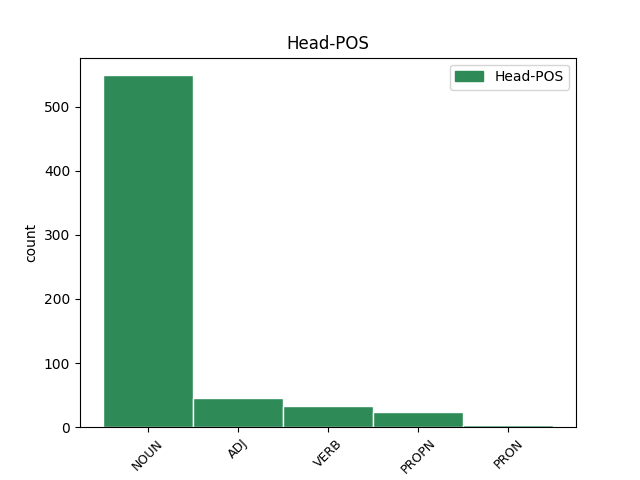 Head-POS
Head-POS
count
500
400
300
200
100
0
NOUN
ADJ
VERB
PROPN
PRON